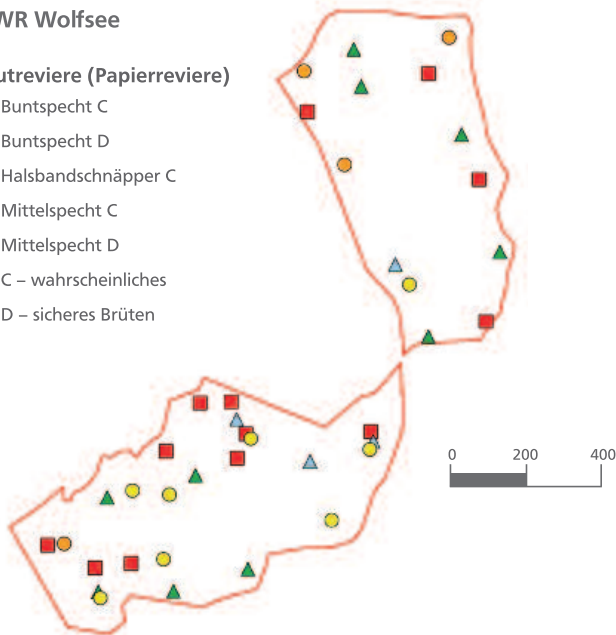 WR Wolfsee
utreviere (Papierreviere)
Buntspecht C
Buntspecht D
Halsbandschnäpper C
Mittelspecht C
Mittelspecht D
C – wahrscheinliches
D – sicheres Brüten
0 200 400